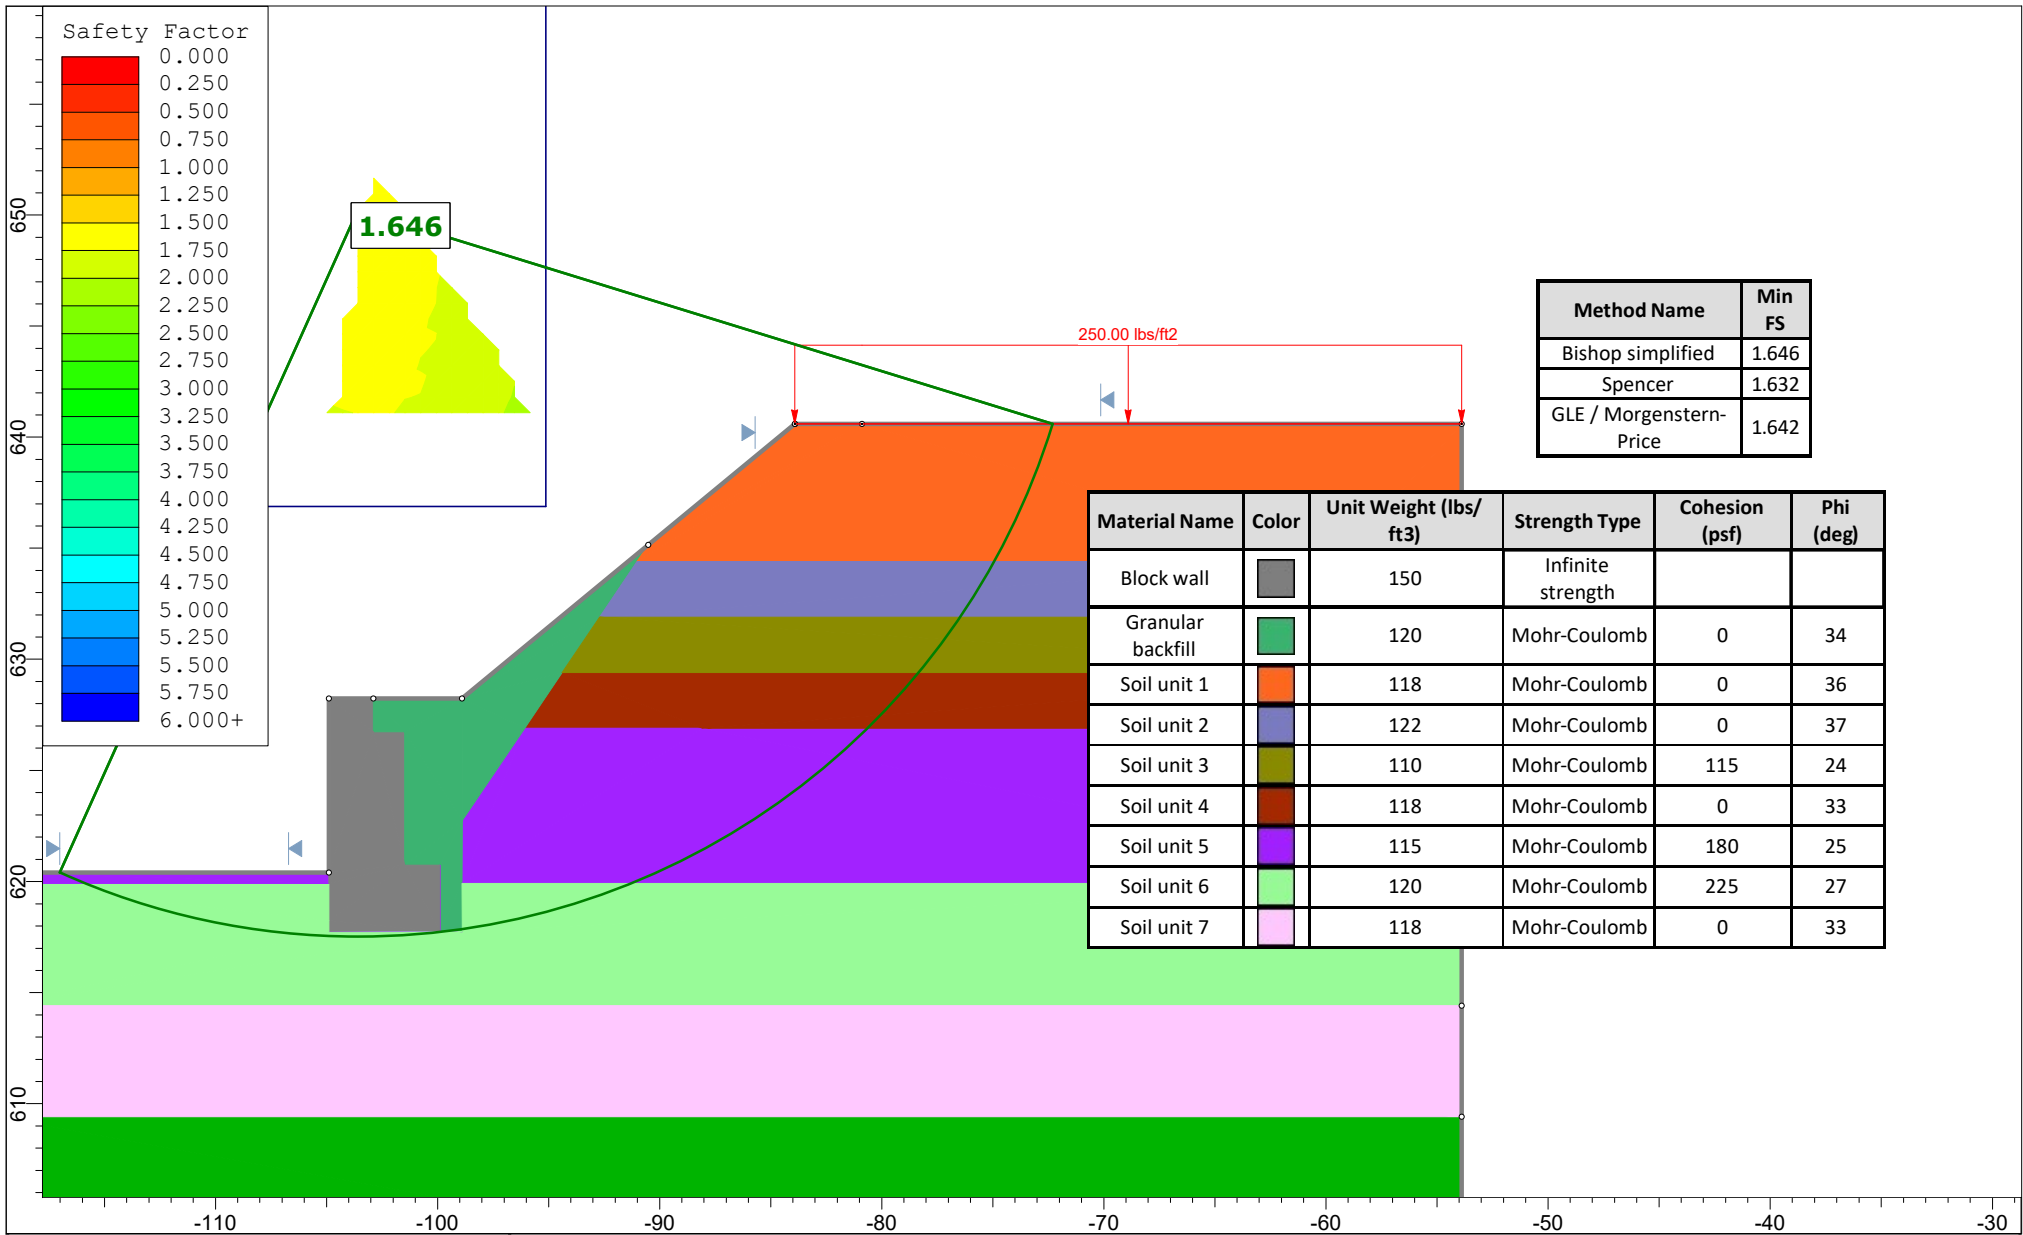 Safety Factor
0.000
0.250
0.500
0.750
1.000
1.250
1.500
1.750
2.000
2.250
2.500
2.750
3.000
3.250
3.500
3.750
4.000
4.250
4.500
4.750
5.000
5.250
5.500
5.750
6.000+
1.646
250.00 lbs/ft2
Method Name Min FS
Bishop simplified 1.646
Spencer 1.632
GLE / Morgenstern-Price 1.642
Material Name Color Unit Weight (lbs/ft3) Strength Type Cohesion (psf) Phi (deg)
Block wall 150 Infinite strength
Granular backfill 120 Mohr-Coulomb 0 34
Soil unit 1 118 Mohr-Coulomb 0 36
Soil unit 2 122 Mohr-Coulomb 0 37
Soil unit 3 110 Mohr-Coulomb 115 24
Soil unit 4 118 Mohr-Coulomb 0 33
Soil unit 5 115 Mohr-Coulomb 180 25
Soil unit 6 120 Mohr-Coulomb 225 27
Soil unit 7 118 Mohr-Coulomb 0 33
650
640
630
620
610
-110 -100 -90 -80 -70 -60 -50 -40 -30